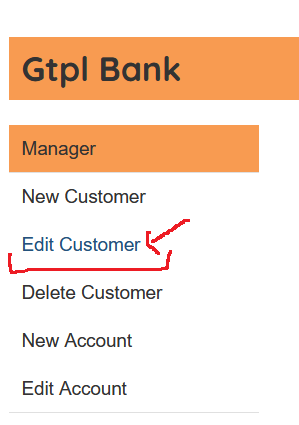 Gtpl Bank
Manager
New Customer
Edit Customer
Delete Customer
New Account
Edit Account